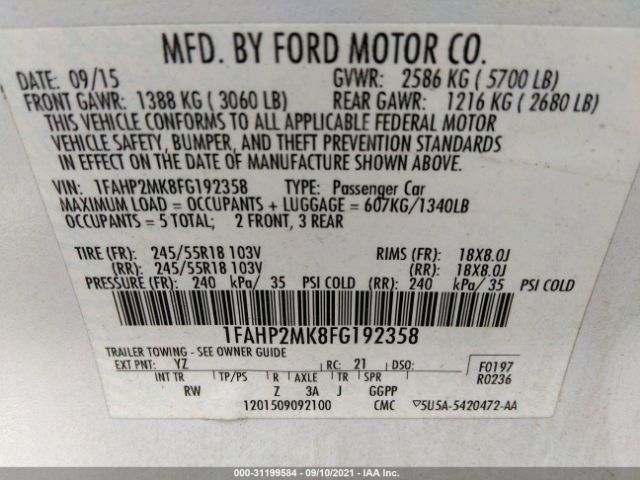 MFD. BY FORD MOTOR CO.
DATE: 09/15 GVWR: 2586 KG ( 5700 LB)
FRONT GAWR: 1388 KG ( 3060 LB) REAR GAWR: 1216 KG ( 2680 LB)
THIS VEHICLE CONFORMS TO ALL APPLICABLE FEDERAL MOTOR
VEHICLE SAFETY, BUMPER, AND THEFT PREVENTION STANDARDS
IN EFFECT ON THE DATE OF MANUFACTURE SHOWN ABOVE.
VIN: 1FAHP2MK8FG192358 TYPE: Passenger Car
MAXIMUM LOAD = OCCUPANTS + LUGGAGE = 607KG/1340LB
OCCUPANTS = 5 TOTAL; 2 FRONT, 3 REAR
TIRE (FR): 245/55R18 103V RIMS (FR): 18X8.0J
(RR): 245/55R18 103V (RR): 18X8.0J
PRESSURE (FR): 240 kPa/ 35 PSI COLD (RR): 240 kPa/ 35 PSI COLD
1FAHP2MK8FG192358
TRAILER TOWING - SEE OWNER GUIDE
EXT PNT: YZ RC: 21 DSO: F0197
INT TR TP/PS R AXLE TR SPR R0236
RW Z 3A J GGPP
1201509092100 CMC ▽5U5A-5420472-AA
000-31199584 - 09/10/2021 - IAA Inc.